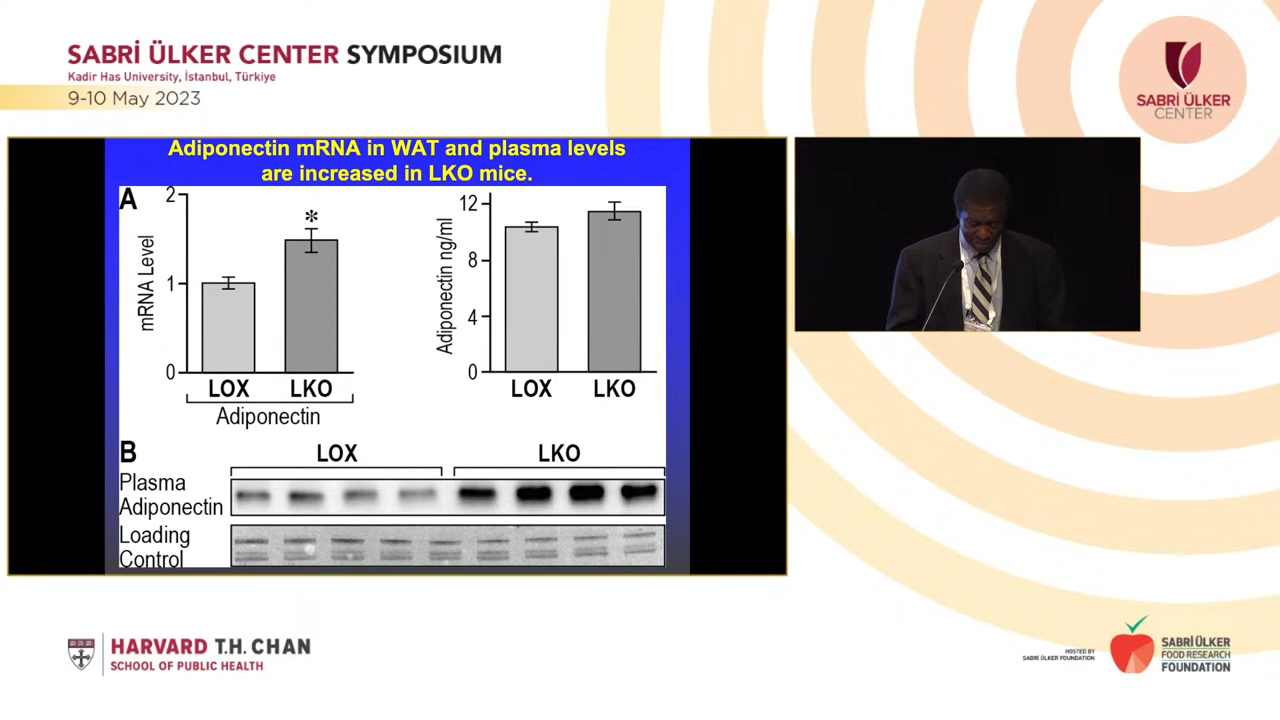 SABRİ ÜLKER CENTER SYMPOSIUM
Kadir Has University, İstanbul, Türkiye
9-10 May 2023
SABRİ ÜLKER
CENTER
Adiponectin mRNA in WAT and plasma levels
are increased in LKO mice.
A
mRNA Level
2
1
0
*
LOX
LKO
Adiponectin
Adiponectin ng/ml
12
8
4
0
LOX
LKO
B
LOX
LKO
Plasma
Adiponectin
Loading
Control
HARVARD T.H. CHAN
SCHOOL OF PUBLIC HEALTH
HOSTED BY
SABRİ ÜLKER FOUNDATION
SABRİ ÜLKER
FOOD RESEARCH
FOUNDATION